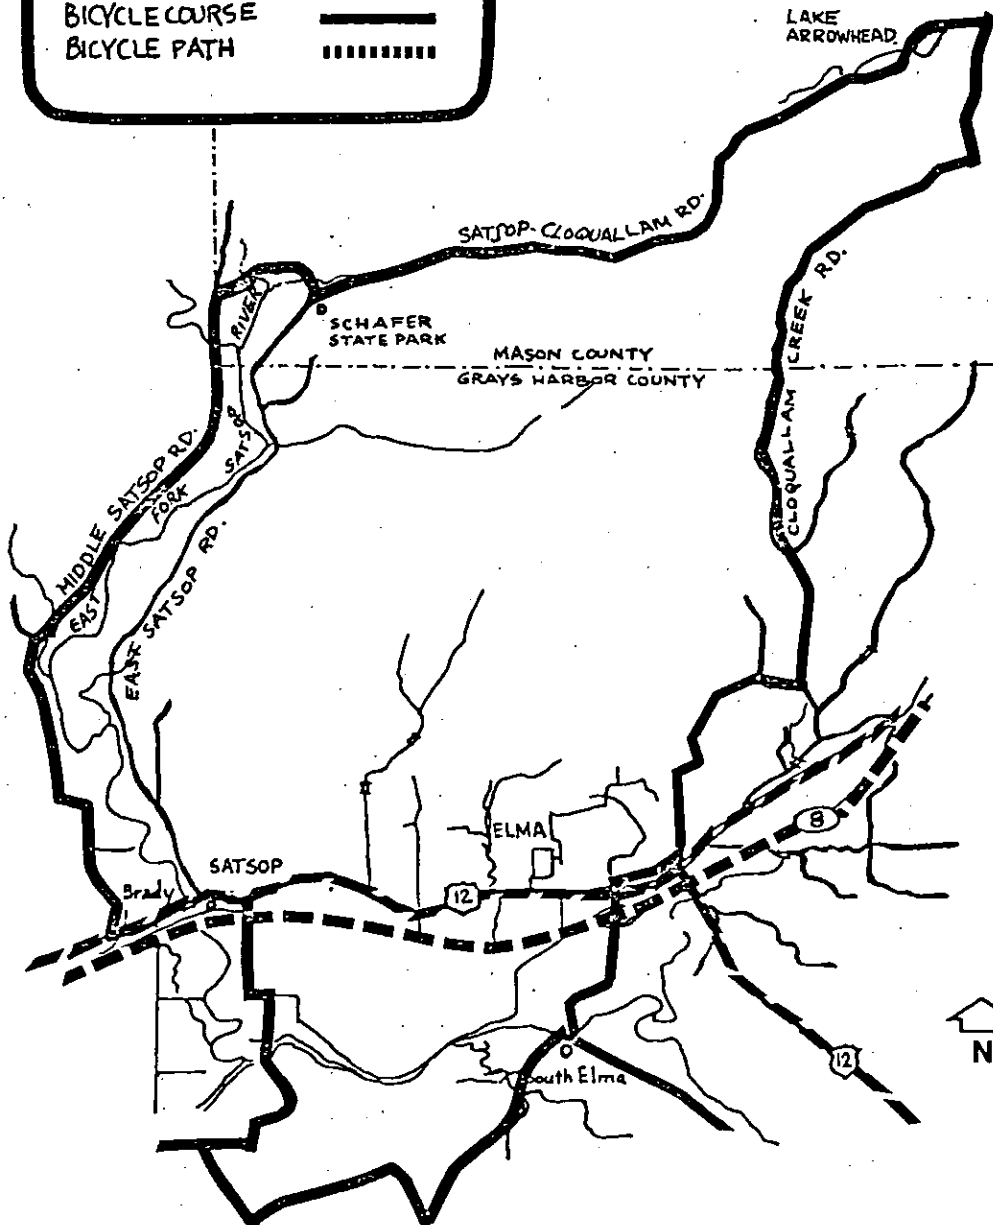 BICYCLE COURSE
BICYCLE PATH
LAKE
ARROWHEAD
SATSOP-CLOQUALLAM RD.
RIVER
SCHAFER
STATE PARK
MASON COUNTY
GRAYS HARBOR COUNTY
CLOQUALLAM CREEK RD.
MIDDLE SATSOP RD.
EAST FORK SATSOP
EAST SATSOP RD.
ELMA
8
SATSOP
Brady
12
South Elma
12
N